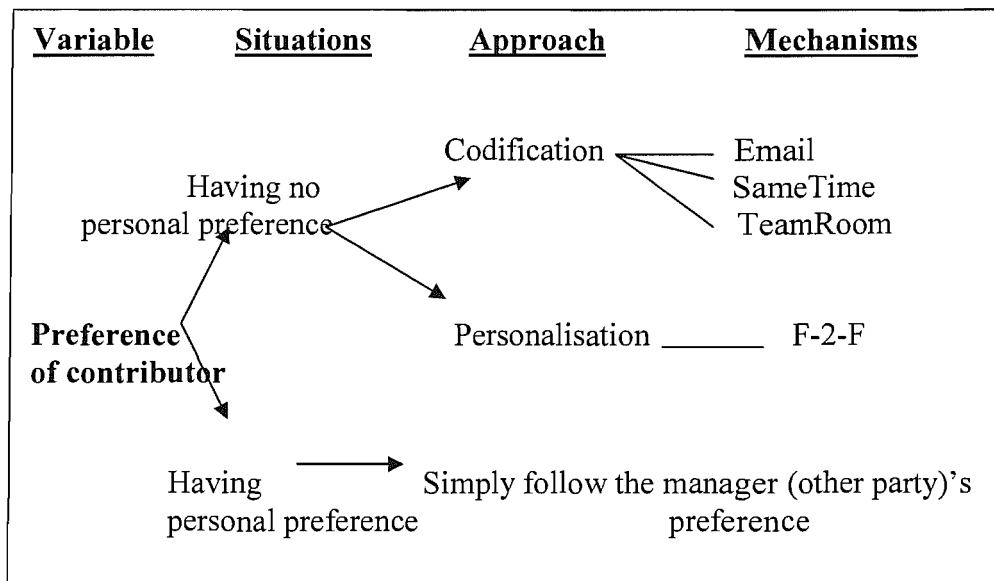 Variable Situations Approach Mechanisms
Codification Email
SameTime
TeamRoom
Having no
personal preference
Personalisation F-2-F
Preference
of contributor
Having
personal preference
Simply follow the manager (other party)'s
preference